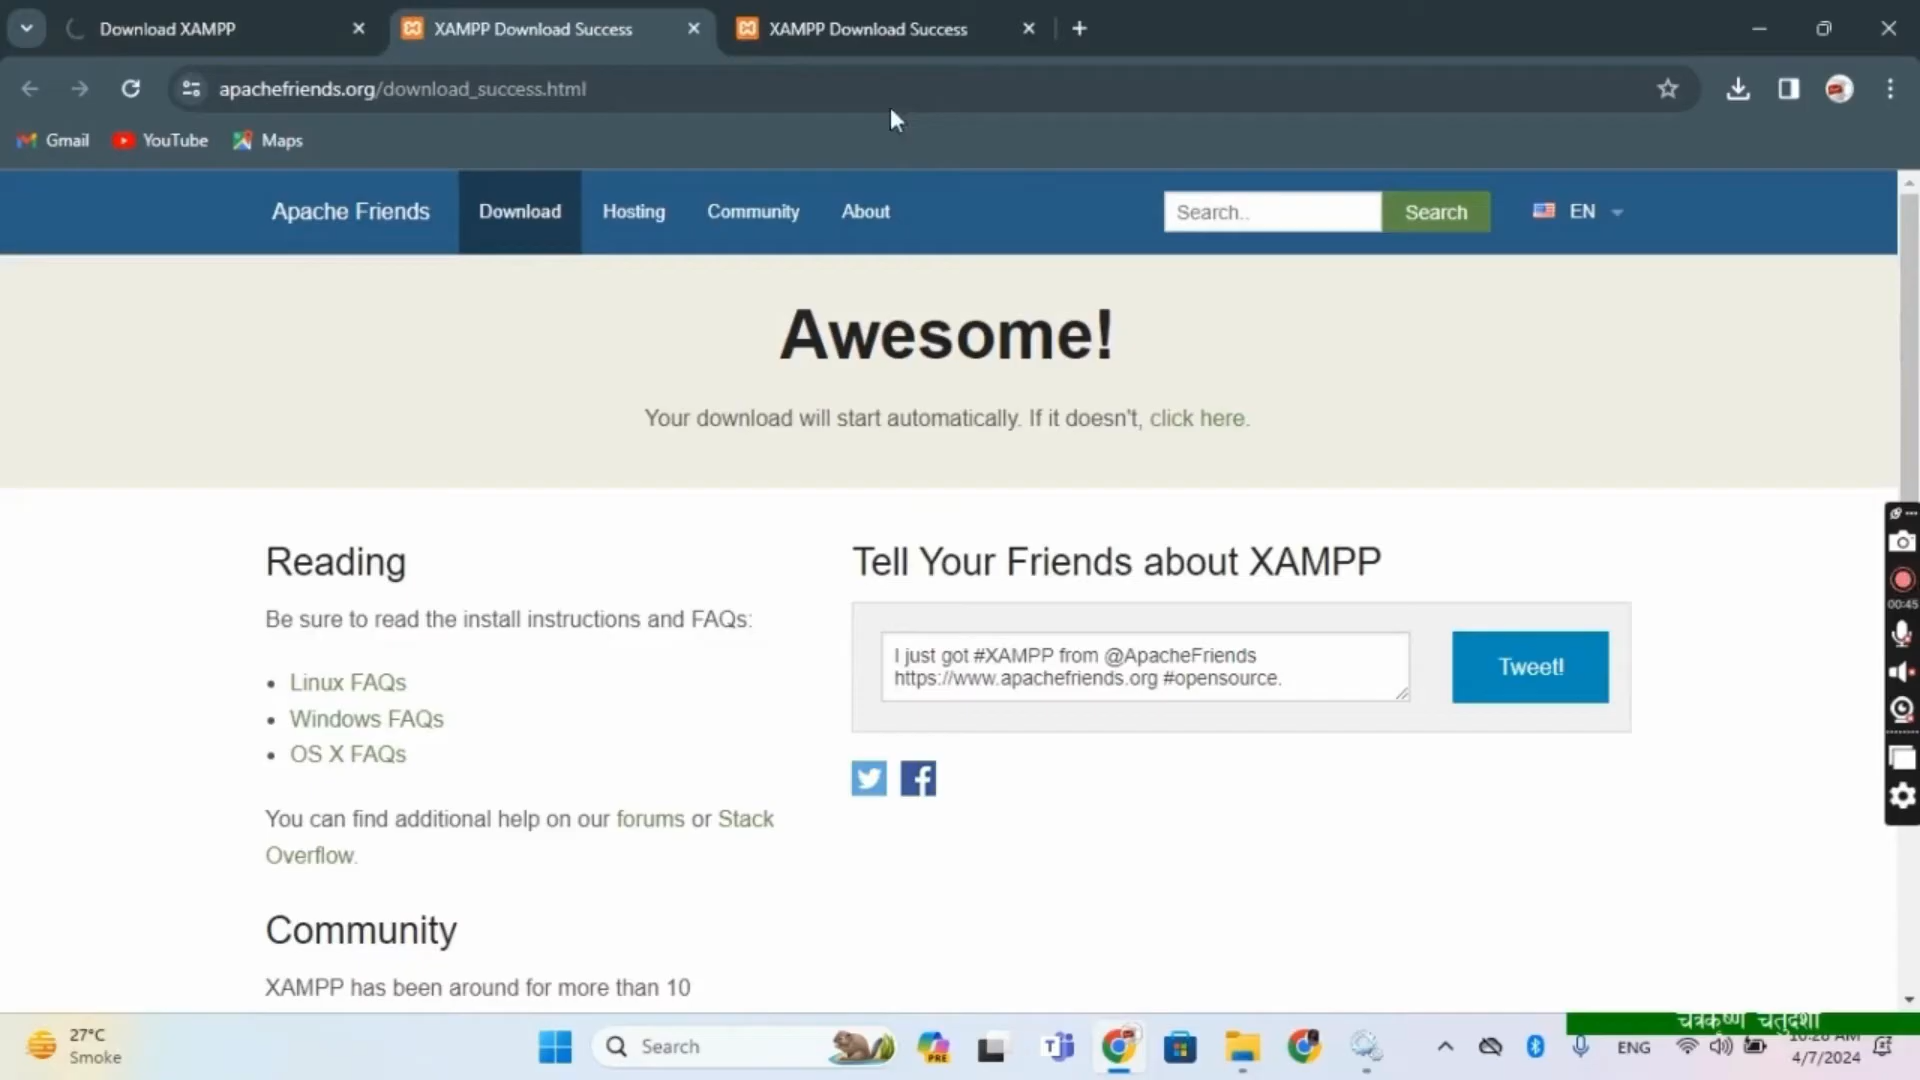 Download XAMPP
XAMPP Download Success
XAMPP Download Success
apachefriends.org/download_success.html
Gmail
YouTube
Maps
Apache Friends
Download
Hosting
Community
About
Search..
Search
EN
Awesome!
Your download will start automatically. If it doesn't, click here.
Reading
Be sure to read the install instructions and FAQs:
Linux FAQs
Windows FAQs
OS X FAQs
You can find additional help on our forums or Stack
Overflow.
Community
XAMPP has been around for more than 10
Tell Your Friends about XAMPP
I just got #XAMPP from @ApacheFriends
https://www.apachefriends.org #opensource.
Tweet!
00:45
27°C
Smoke
Search
PRE
ENG
10:28 AM
4/7/2024